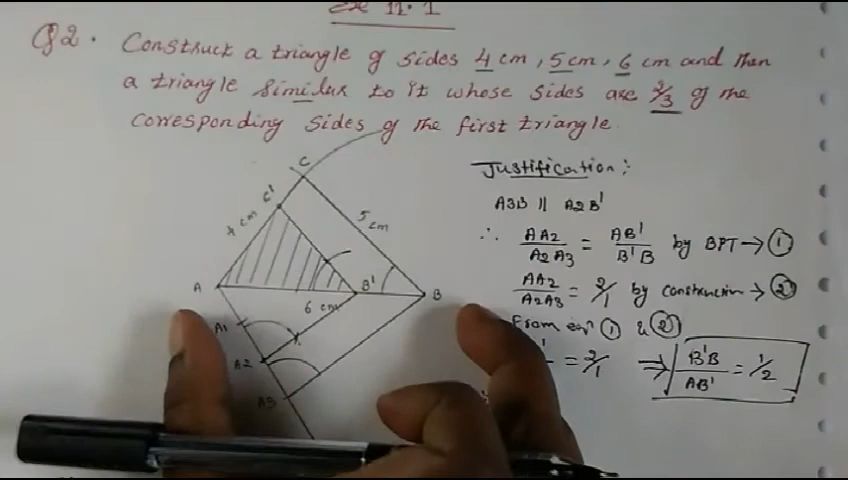 Ex 11.1
Q2. Construct a triangle of sides 4 cm, 5 cm, 6 cm and then
a triangle similar to it whose sides are 2/3 of the
corresponding sides of the first triangle.
C
C'
4 cm
5 cm
A
B'
B
6 cm
A1
A2
A3
Justification:
A3B || A2B'
∴ AA2/A2A3 = AB'/B'B by BPT → ①
AA2/A2A3 = 2/1 by construction → ②
From eqn ① & ②
= 2/1 ⇒ B'B/AB' = 1/2